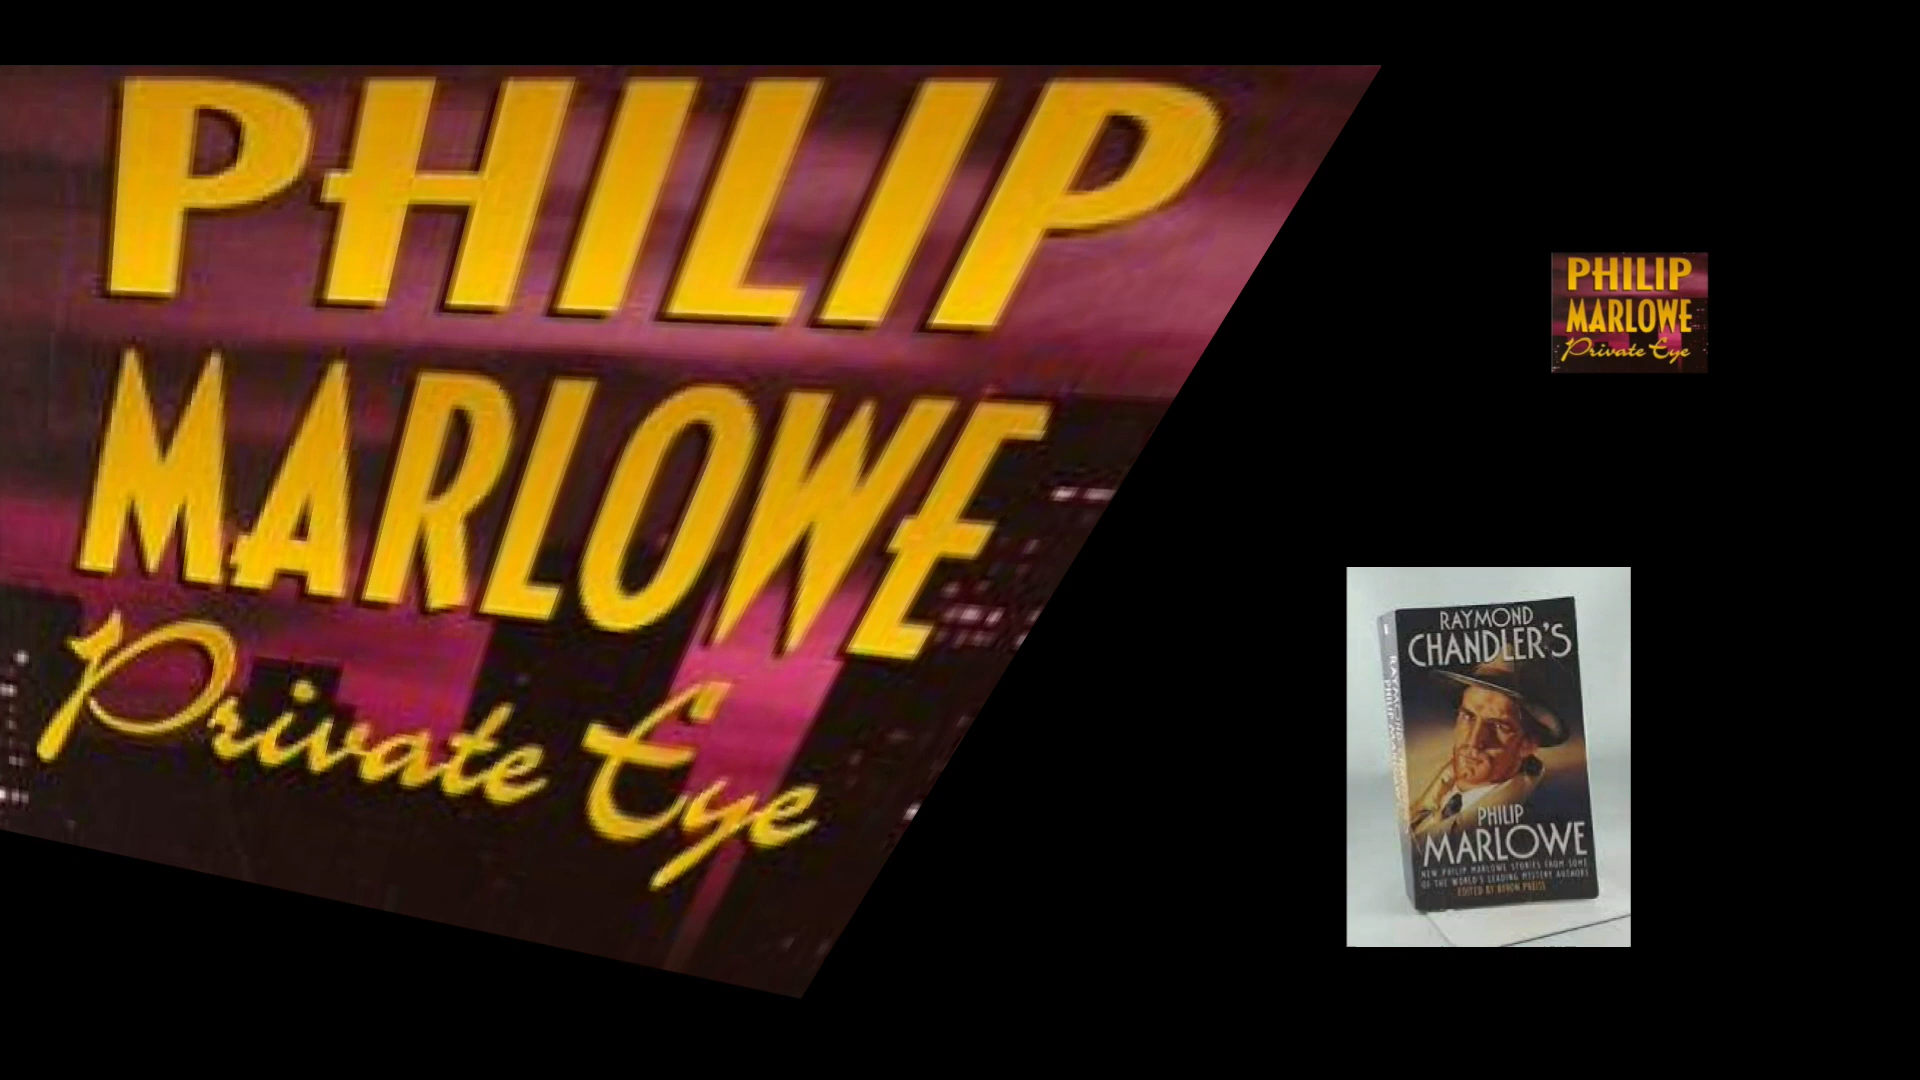 PHILIP
MARLOWE
Private Eye
PHILIP
MARLOWE
Private Eye
RAYMOND
CHANDLER'S
PHILIP
MARLOWE
NEW PHILIP MARLOWE STORIES FROM SOME
OF THE WORLD'S LEADING MYSTERY AUTHORS
EDITED BY BYRON PREISS